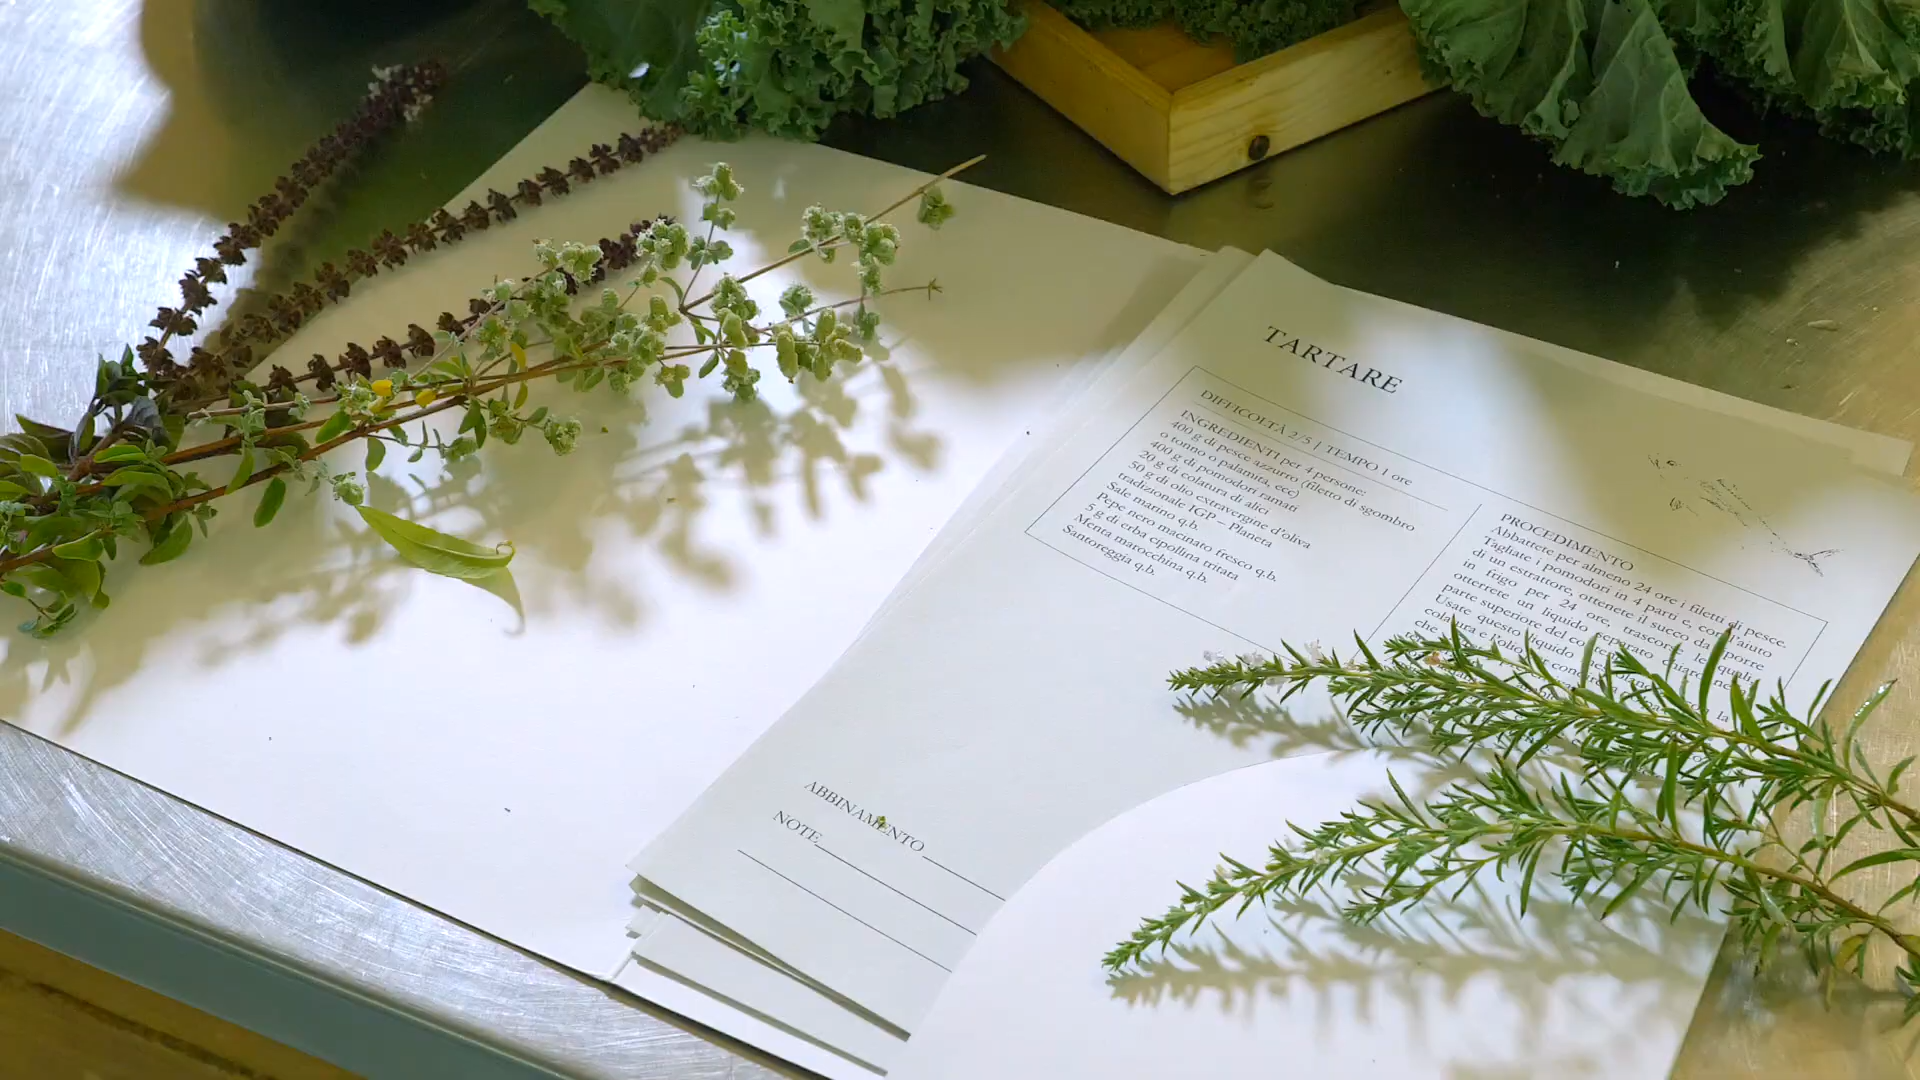 TARTARE
DIFFICOLTÀ 2/5 | TEMPO 1 ore
INGREDIENTI per 4 persone:
400 g di pesce azzurro (filetto di sgombro
o tonno o palamita, ecc)
400 g di pomodori ramati
20 g di colatura di alici
50 g di olio extravergine d'oliva
tradizionale IGP – Planeta
Sale marino q.b.
Pepe nero macinato fresco q.b.
5 g di erba cipollina tritata
Menta marocchina q.b.
Santoreggia q.b.
PROCEDIMENTO
Abbattete per almeno 24 ore i filetti di pesce.
Tagliate i pomodori in 4 parti e, con l'aiuto
di un estrattore, ottenete il succo da porre
in frigo per 24 ore, trascorse le quali
otterrete un liquido separato chiaro nella
parte superiore del
Usate questo liquido
colatura e l'olio per
che
ABBINAMENTO
NOTE